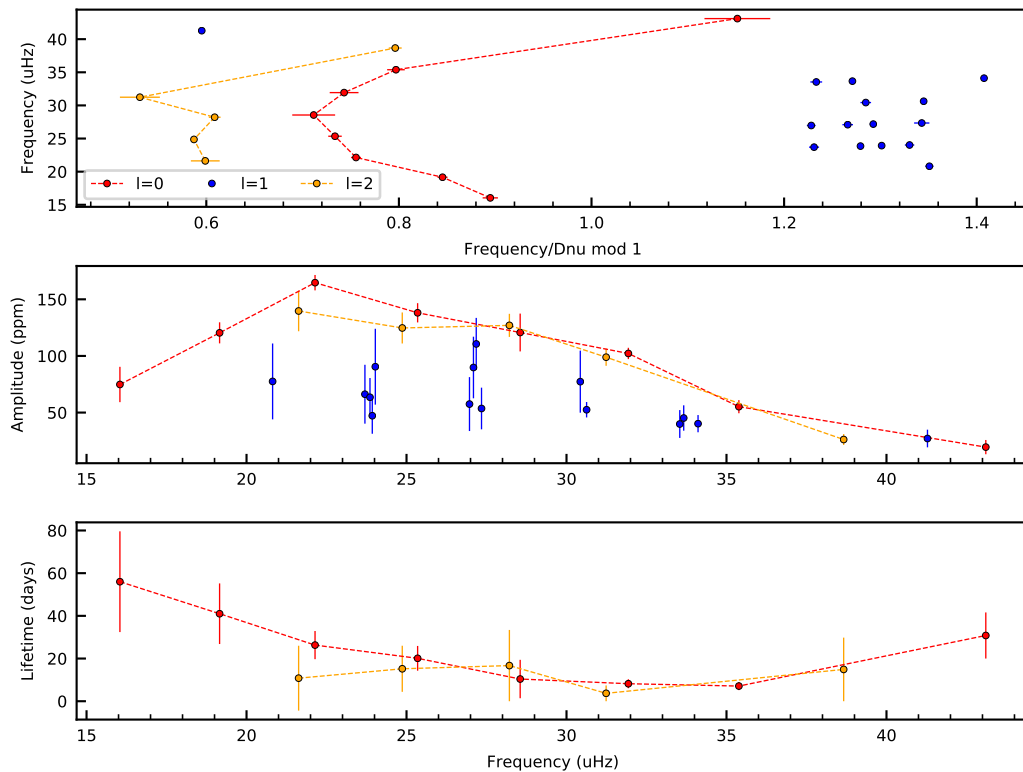 Frequency (uHz)
40
35
30
25
20
15
l=0 l=1 l=2
0.6 0.8 1.0 1.2 1.4
Frequency/Dnu mod 1
Amplitude (ppm)
150
100
50
15 20 25 30 35 40
Lifetime (days)
80
60
40
20
0
15 20 25 30 35 40
Frequency (uHz)